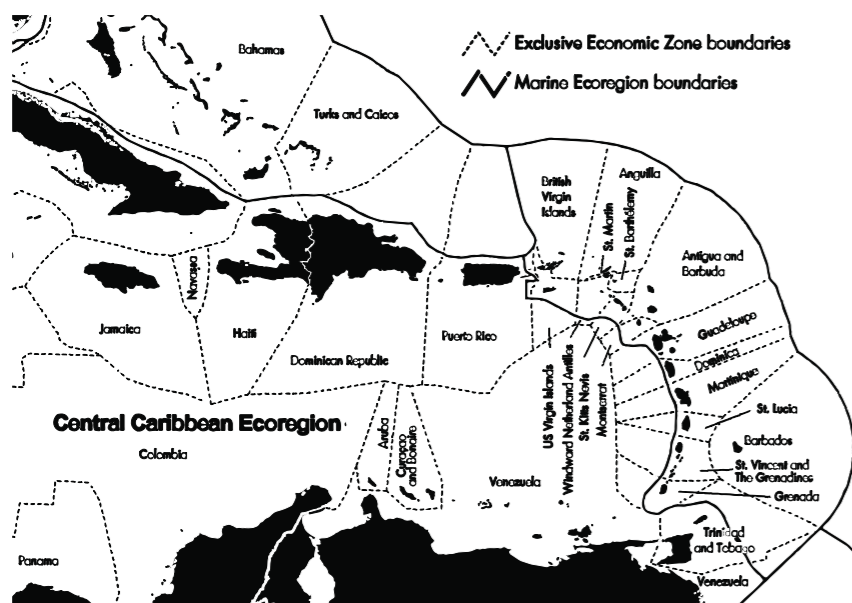 Bahamas
Exclusive Economic Zone boundaries
Marine Ecoregion boundaries
Turks and Caicos
British
Virgin
Islands
Anguilla
St. Martin
St. Barthélemy
Antigua and
Barbuda
Navassa
Jamaica
Haiti
Dominican Republic
Puerto Rico
Guadeloupe
Dominica
Martinique
US Virgin Islands
Windward Netherland Antilles
St. Kitts Nevis
Montserrat
St. Lucia
Barbados
Central Caribbean Ecoregion
Colombia
Aruba
Curaçao
and Bonaire
Venezuela
St. Vincent and
The Grenadines
Grenada
Trinidad
and Tobago
Panama
Venezuela